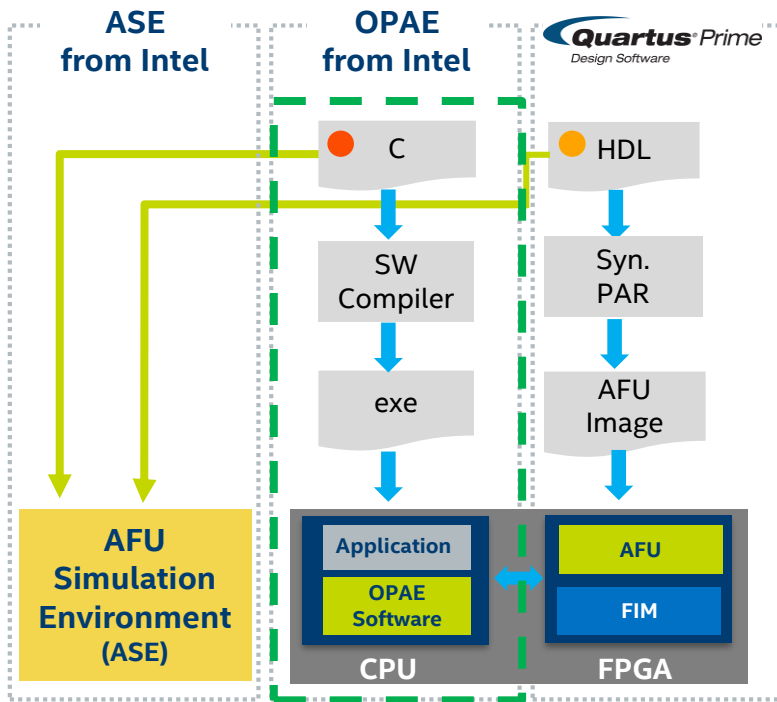 ASE
from Intel
OPAE
from Intel
Quartus® Prime
Design Software
C
HDL
SW
Compiler
Syn.
PAR
exe
AFU
Image
AFU
Simulation
Environment
(ASE)
Application
OPAE
Software
CPU
AFU
FIM
FPGA